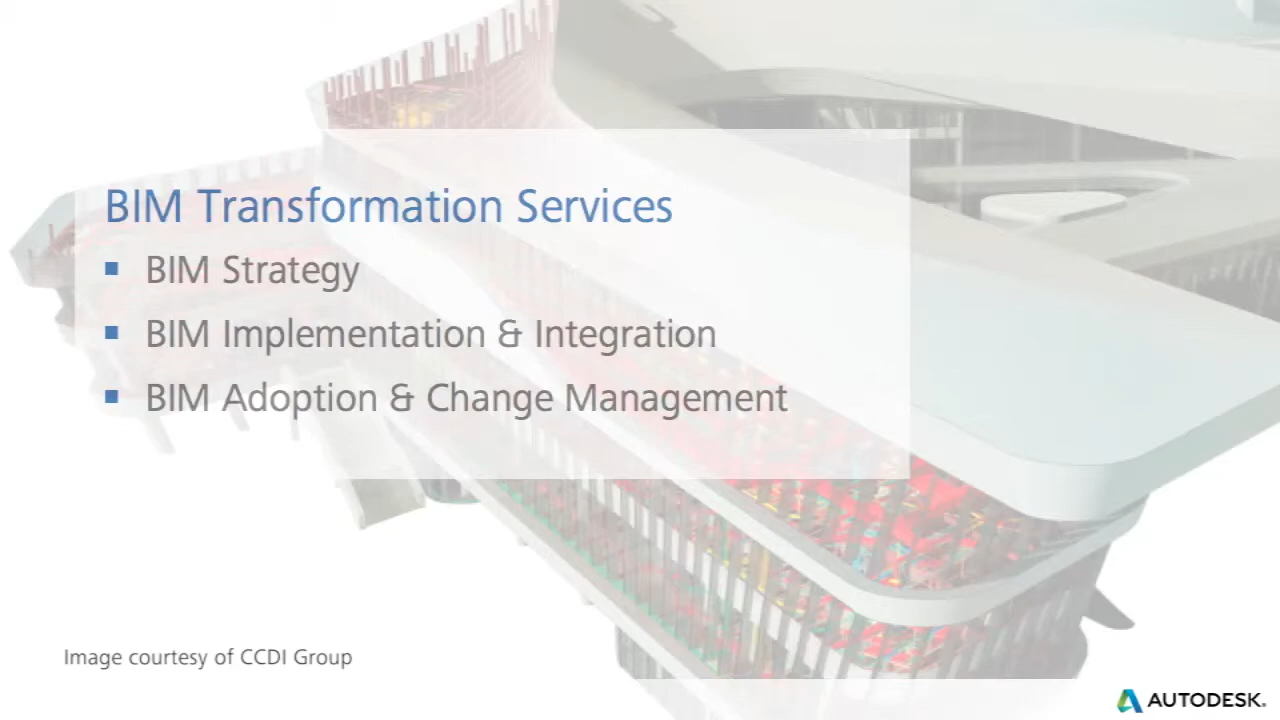 BIM Transformation Services
▪ BIM Strategy
▪ BIM Implementation & Integration
▪ BIM Adoption & Change Management
Image courtesy of CCDI Group
AUTODESK.